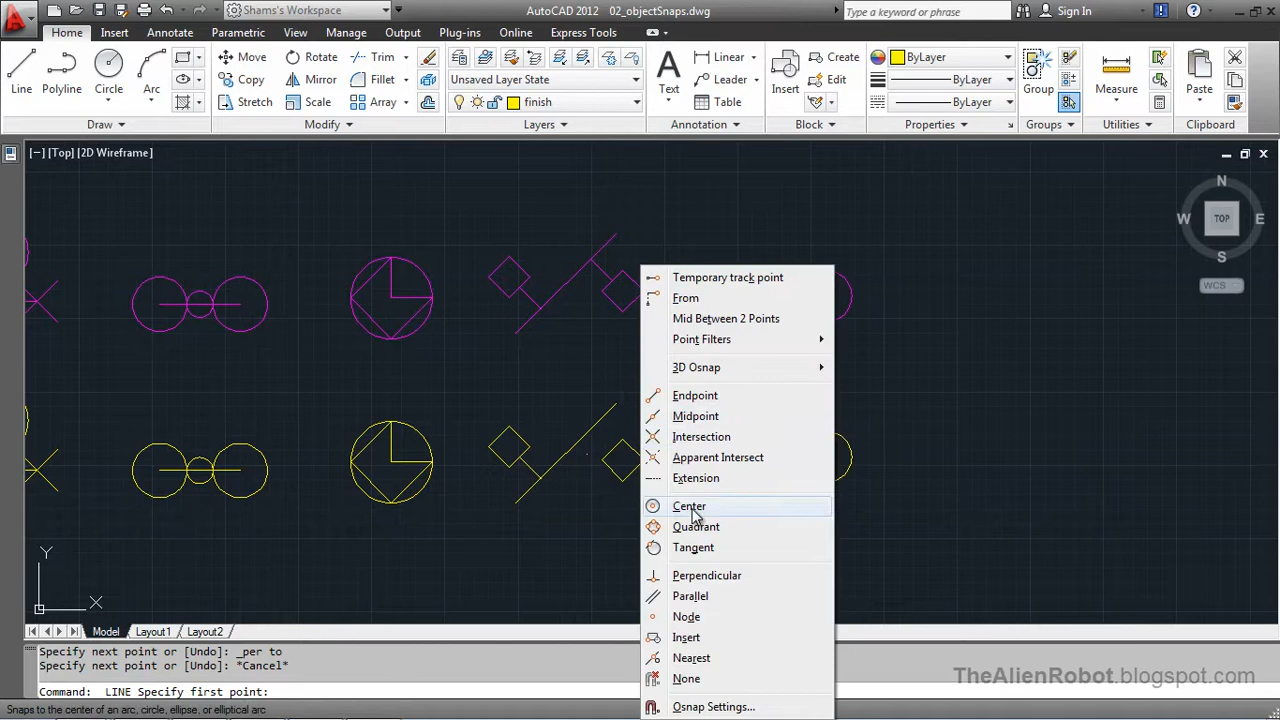 Shams's Workspace
AutoCAD 2012 02_objectSnaps.dwg
Type a keyword or phrase
Sign In
Home Insert Annotate Parametric View Manage Output Plug-Ins Online Express Tools
Line Polyline Circle Arc
Move Rotate Trim
Copy Mirror Fillet
Stretch Scale Array
Unsaved Layer State
finish
Text
Linear
Leader
Table
Insert
Create
Edit
ByLayer
ByLayer
ByLayer
Group
Measure
Paste
Draw Modify Layers Annotation Block Properties Groups Utilities Clipboard
[−] [Top] [2D Wireframe]
N
W TOP E
S
WCS
Temporary track point
From
Mid Between 2 Points
Point Filters
3D Osnap
Endpoint
Midpoint
Intersection
Apparent Intersect
Extension
Center
Quadrant
Tangent
Perpendicular
Parallel
Node
Insert
Nearest
None
Osnap Settings...
Y
X
Model Layout1 Layout2
Specify next point or [Undo]: _per to
Specify next point or [Undo]: *Cancel*
Command: LINE Specify first point:
TheAlienRobot.blogspot.com
Snaps to the center of an arc, circle, ellipse, or elliptical arc